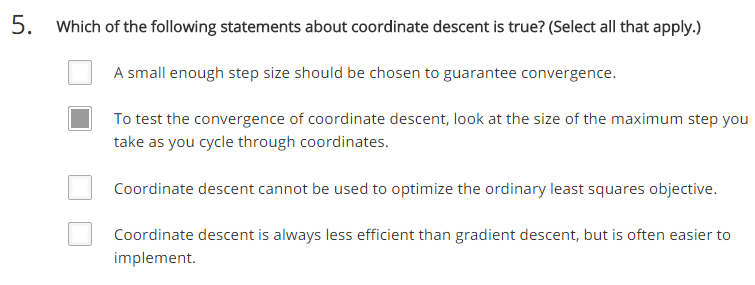 5. Which of the following statements about coordinate descent is true? (Select all that apply.)
A small enough step size should be chosen to guarantee convergence.
To test the convergence of coordinate descent, look at the size of the maximum step you
take as you cycle through coordinates.
Coordinate descent cannot be used to optimize the ordinary least squares objective.
Coordinate descent is always less efficient than gradient descent, but is often easier to
implement.